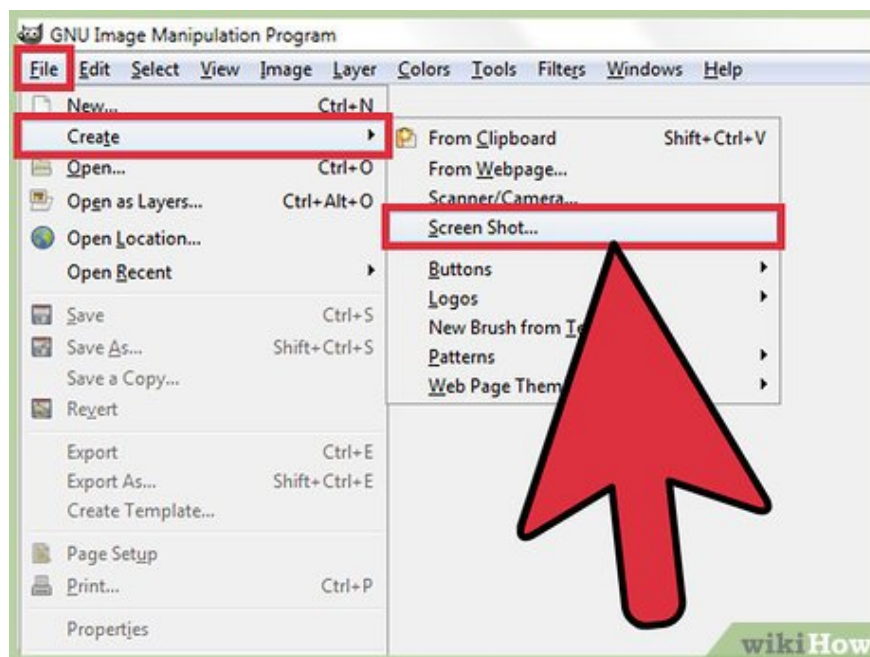 GNU Image Manipulation Program
File Edit Select View Image Layer Colors Tools Filters Windows Help
New... Ctrl+N
Create
Open... Ctrl+O
Open as Layers... Ctrl+Alt+O
Open Location...
Open Recent
Save Ctrl+S
Save As... Shift+Ctrl+S
Save a Copy...
Revert
Export Ctrl+E
Export As... Shift+Ctrl+E
Create Template...
Page Setup
Print... Ctrl+P
Properties
From Clipboard Shift+Ctrl+V
From Webpage...
Scanner/Camera...
Screen Shot...
Buttons
Logos
New Brush from
Patterns
Web Page
wikiHow